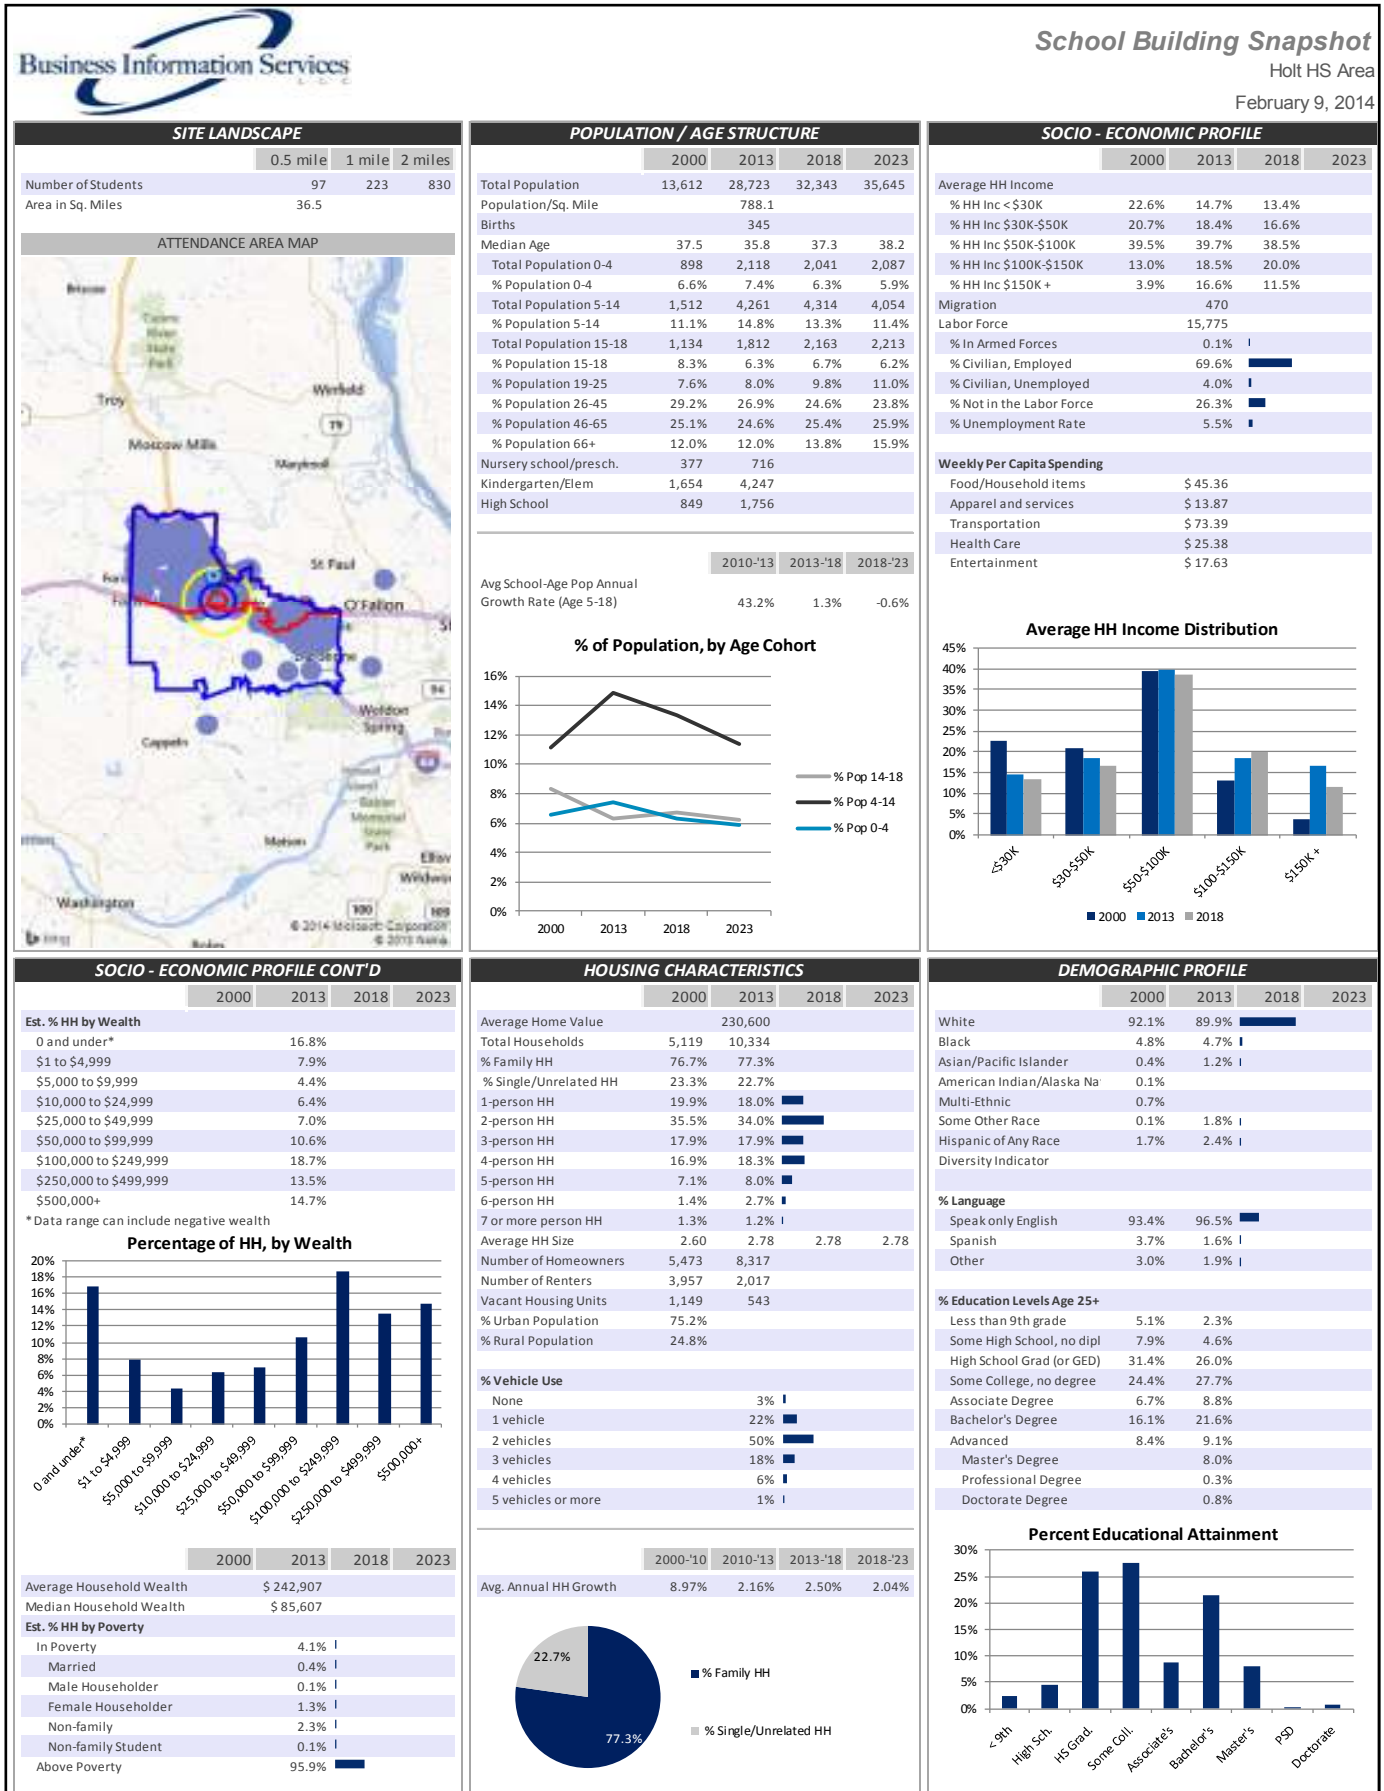 Business Information Services
L L C
School Building Snapshot
Holt HS Area
February 9, 2014
SITE LANDSCAPE
0.5 mile 1 mile 2 miles
Number of Students 97 223 830
Area in Sq. Miles 36.5
ATTENDANCE AREA MAP
Briscoe
Cuivre
River
State
Park
Winfield
Troy
79
Moscow Mills
St Paul
O'Fallon
94
Weldon
Spring
Cappeln
Matson
Washington
100
109
© 2014 Microsoft Corporation
© 2013 Nokia
bing
POPULATION / AGE STRUCTURE
2000 2013 2018 2023
Total Population 13,612 28,723 32,343 35,645
Population/Sq. Mile 788.1
Births 345
Median Age 37.5 35.8 37.3 38.2
Total Population 0-4 898 2,118 2,041 2,087
% Population 0-4 6.6% 7.4% 6.3% 5.9%
Total Population 5-14 1,512 4,261 4,314 4,054
% Population 5-14 11.1% 14.8% 13.3% 11.4%
Total Population 15-18 1,134 1,812 2,163 2,213
% Population 15-18 8.3% 6.3% 6.7% 6.2%
% Population 19-25 7.6% 8.0% 9.8% 11.0%
% Population 26-45 29.2% 26.9% 24.6% 23.8%
% Population 46-65 25.1% 24.6% 25.4% 25.9%
% Population 66+ 12.0% 12.0% 13.8% 15.9%
Nursery school/presch. 377 716
Kindergarten/Elem 1,654 4,247
High School 849 1,756
2010-'13 2013-'18 2018-'23
Avg School-Age Pop Annual
Growth Rate (Age 5-18) 43.2% 1.3% -0.6%
% of Population, by Age Cohort
16%
14%
12%
10%
8%
6%
4%
2%
0%
2000 2013 2018 2023
% Pop 14-18
% Pop 4-14
% Pop 0-4
SOCIO - ECONOMIC PROFILE
2000 2013 2018 2023
Average HH Income
% HH Inc < $30K 22.6% 14.7% 13.4%
% HH Inc $30K-$50K 20.7% 18.4% 16.6%
% HH Inc $50K-$100K 39.5% 39.7% 38.5%
% HH Inc $100K-$150K 13.0% 18.5% 20.0%
% HH Inc $150K + 3.9% 16.6% 11.5%
Migration 470
Labor Force 15,775
% In Armed Forces 0.1%
% Civilian, Employed 69.6%
% Civilian, Unemployed 4.0%
% Not in the Labor Force 26.3%
% Unemployment Rate 5.5%
Weekly Per Capita Spending
Food/Household items $ 45.36
Apparel and services $ 13.87
Transportation $ 73.39
Health Care $ 25.38
Entertainment $ 17.63
Average HH Income Distribution
45%
40%
35%
30%
25%
20%
15%
10%
5%
0%
<$30K $30-$50K $50-$100K $100-$150K $150K +
2000 2013 2018
SOCIO - ECONOMIC PROFILE CONT'D
2000 2013 2018 2023
Est. % HH by Wealth
0 and under* 16.8%
$1 to $4,999 7.9%
$5,000 to $9,999 4.4%
$10,000 to $24,999 6.4%
$25,000 to $49,999 7.0%
$50,000 to $99,999 10.6%
$100,000 to $249,999 18.7%
$250,000 to $499,999 13.5%
$500,000+ 14.7%
* Data range can include negative wealth
Percentage of HH, by Wealth
20%
18%
16%
14%
12%
10%
8%
6%
4%
2%
0%
0 and under* $1 to $4,999 $5,000 to $9,999 $10,000 to $24,999 $25,000 to $49,999 $50,000 to $99,999 $100,000 to $249,999 $250,000 to $499,999 $500,000+
2000 2013 2018 2023
Average Household Wealth $ 242,907
Median Household Wealth $ 85,607
Est. % HH by Poverty
In Poverty 4.1%
Married 0.4%
Male Householder 0.1%
Female Householder 1.3%
Non-family 2.3%
Non-family Student 0.1%
Above Poverty 95.9%
HOUSING CHARACTERISTICS
2000 2013 2018 2023
Average Home Value 230,600
Total Households 5,119 10,334
% Family HH 76.7% 77.3%
% Single/Unrelated HH 23.3% 22.7%
1-person HH 19.9% 18.0%
2-person HH 35.5% 34.0%
3-person HH 17.9% 17.9%
4-person HH 16.9% 18.3%
5-person HH 7.1% 8.0%
6-person HH 1.4% 2.7%
7 or more person HH 1.3% 1.2%
Average HH Size 2.60 2.78 2.78 2.78
Number of Homeowners 5,473 8,317
Number of Renters 3,957 2,017
Vacant Housing Units 1,149 543
% Urban Population 75.2%
% Rural Population 24.8%
% Vehicle Use
None 3%
1 vehicle 22%
2 vehicles 50%
3 vehicles 18%
4 vehicles 6%
5 vehicles or more 1%
2000-'10 2010-'13 2013-'18 2018-'23
Avg. Annual HH Growth 8.97% 2.16% 2.50% 2.04%
22.7%
77.3%
% Family HH
% Single/Unrelated HH
DEMOGRAPHIC PROFILE
2000 2013 2018 2023
White 92.1% 89.9%
Black 4.8% 4.7%
Asian/Pacific Islander 0.4% 1.2%
American Indian/Alaska Na 0.1%
Multi-Ethnic 0.7%
Some Other Race 0.1% 1.8%
Hispanic of Any Race 1.7% 2.4%
Diversity Indicator
% Language
Speak only English 93.4% 96.5%
Spanish 3.7% 1.6%
Other 3.0% 1.9%
% Education Levels Age 25+
Less than 9th grade 5.1% 2.3%
Some High School, no dipl 7.9% 4.6%
High School Grad (or GED) 31.4% 26.0%
Some College, no degree 24.4% 27.7%
Associate Degree 6.7% 8.8%
Bachelor's Degree 16.1% 21.6%
Advanced 8.4% 9.1%
Master's Degree 8.0%
Professional Degree 0.3%
Doctorate Degree 0.8%
Percent Educational Attainment
30%
25%
20%
15%
10%
5%
0%
< 9th High Sch. HS Grad. Some Coll. Associate's Bachelor's Master's PSD Doctorate